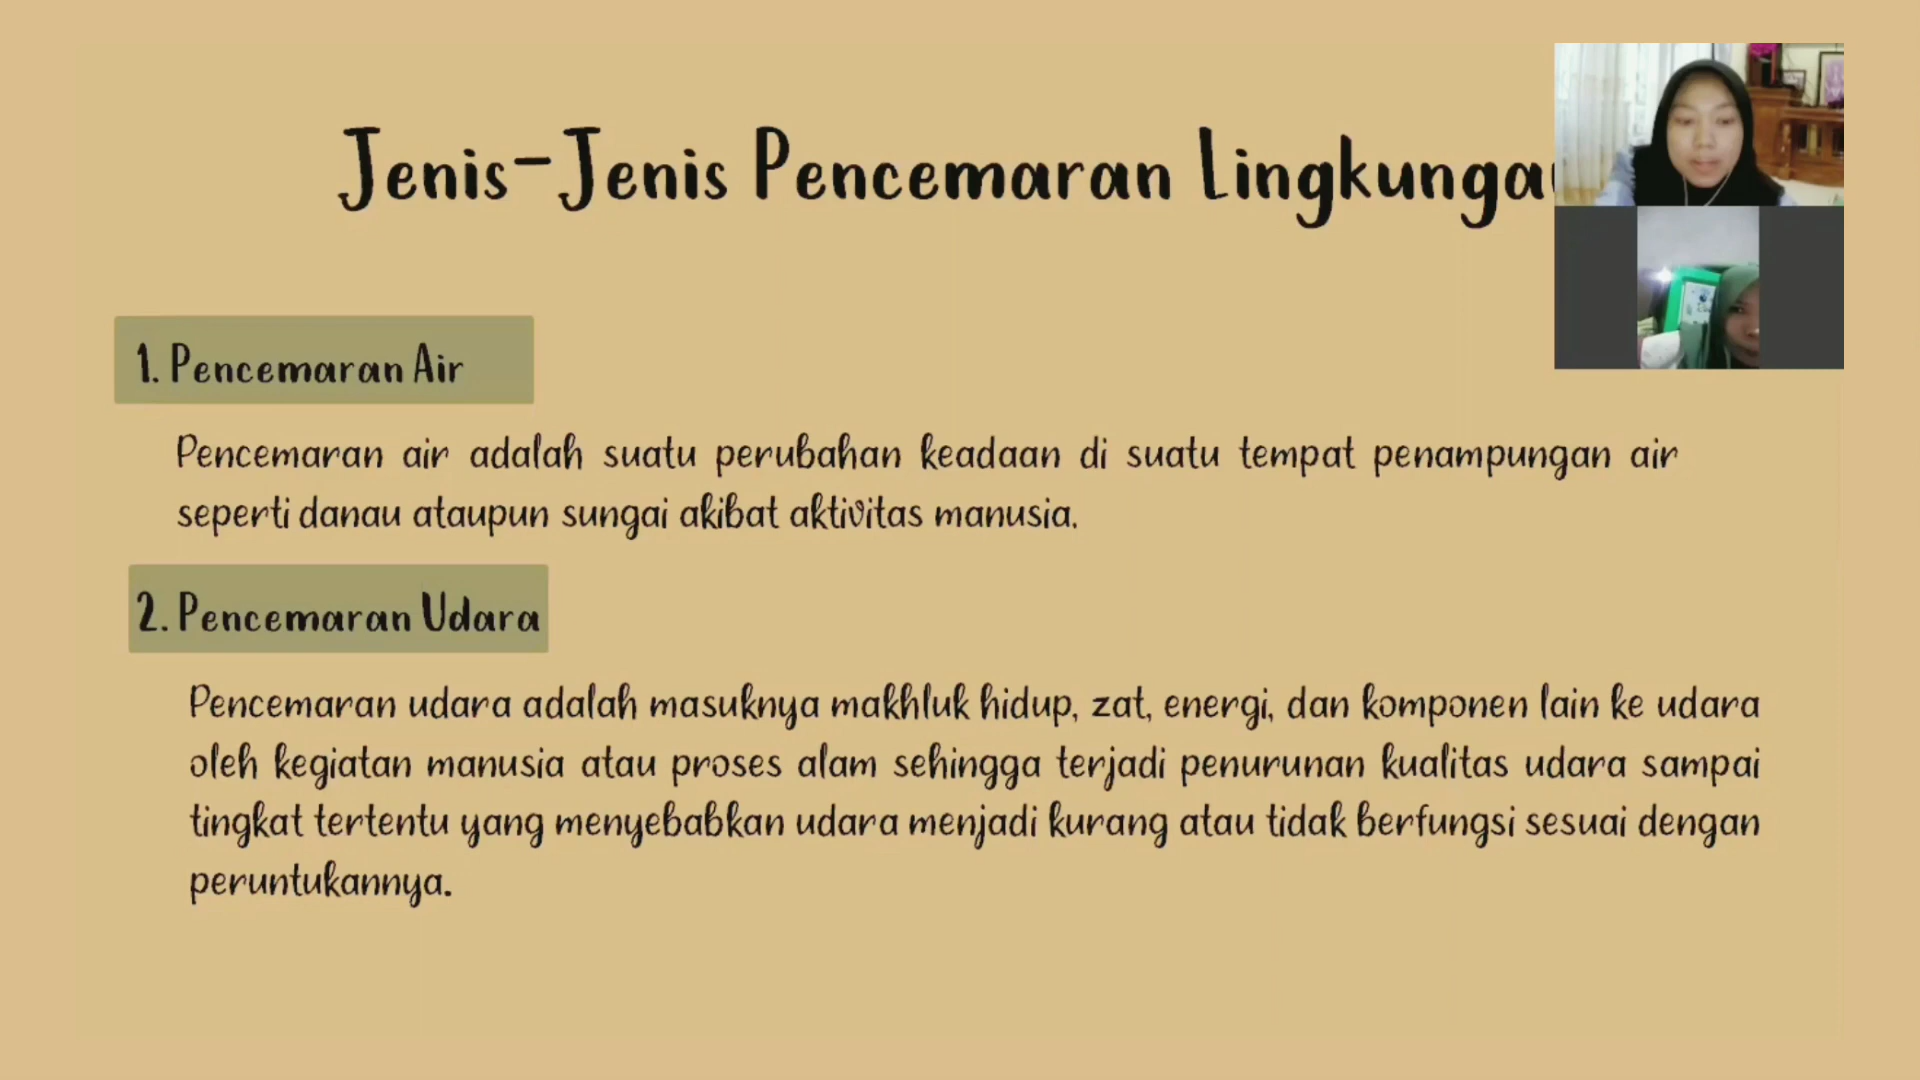 Jenis-Jenis Pencemaran Lingkunga
1. Pencemaran Air
Pencemaran air adalah suatu perubahan keadaan di suatu tempat penampungan air
seperti danau ataupun sungai akibat aktivitas manusia.
2. Pencemaran Udara
Pencemaran udara adalah masuknya makhluk hidup, zat, energi, dan komponen lain ke udara
oleh kegiatan manusia atau proses alam sehingga terjadi penurunan kualitas udara sampai
tingkat tertentu yang menyebabkan udara menjadi kurang atau tidak berfungsi sesuai dengan
peruntukannya.